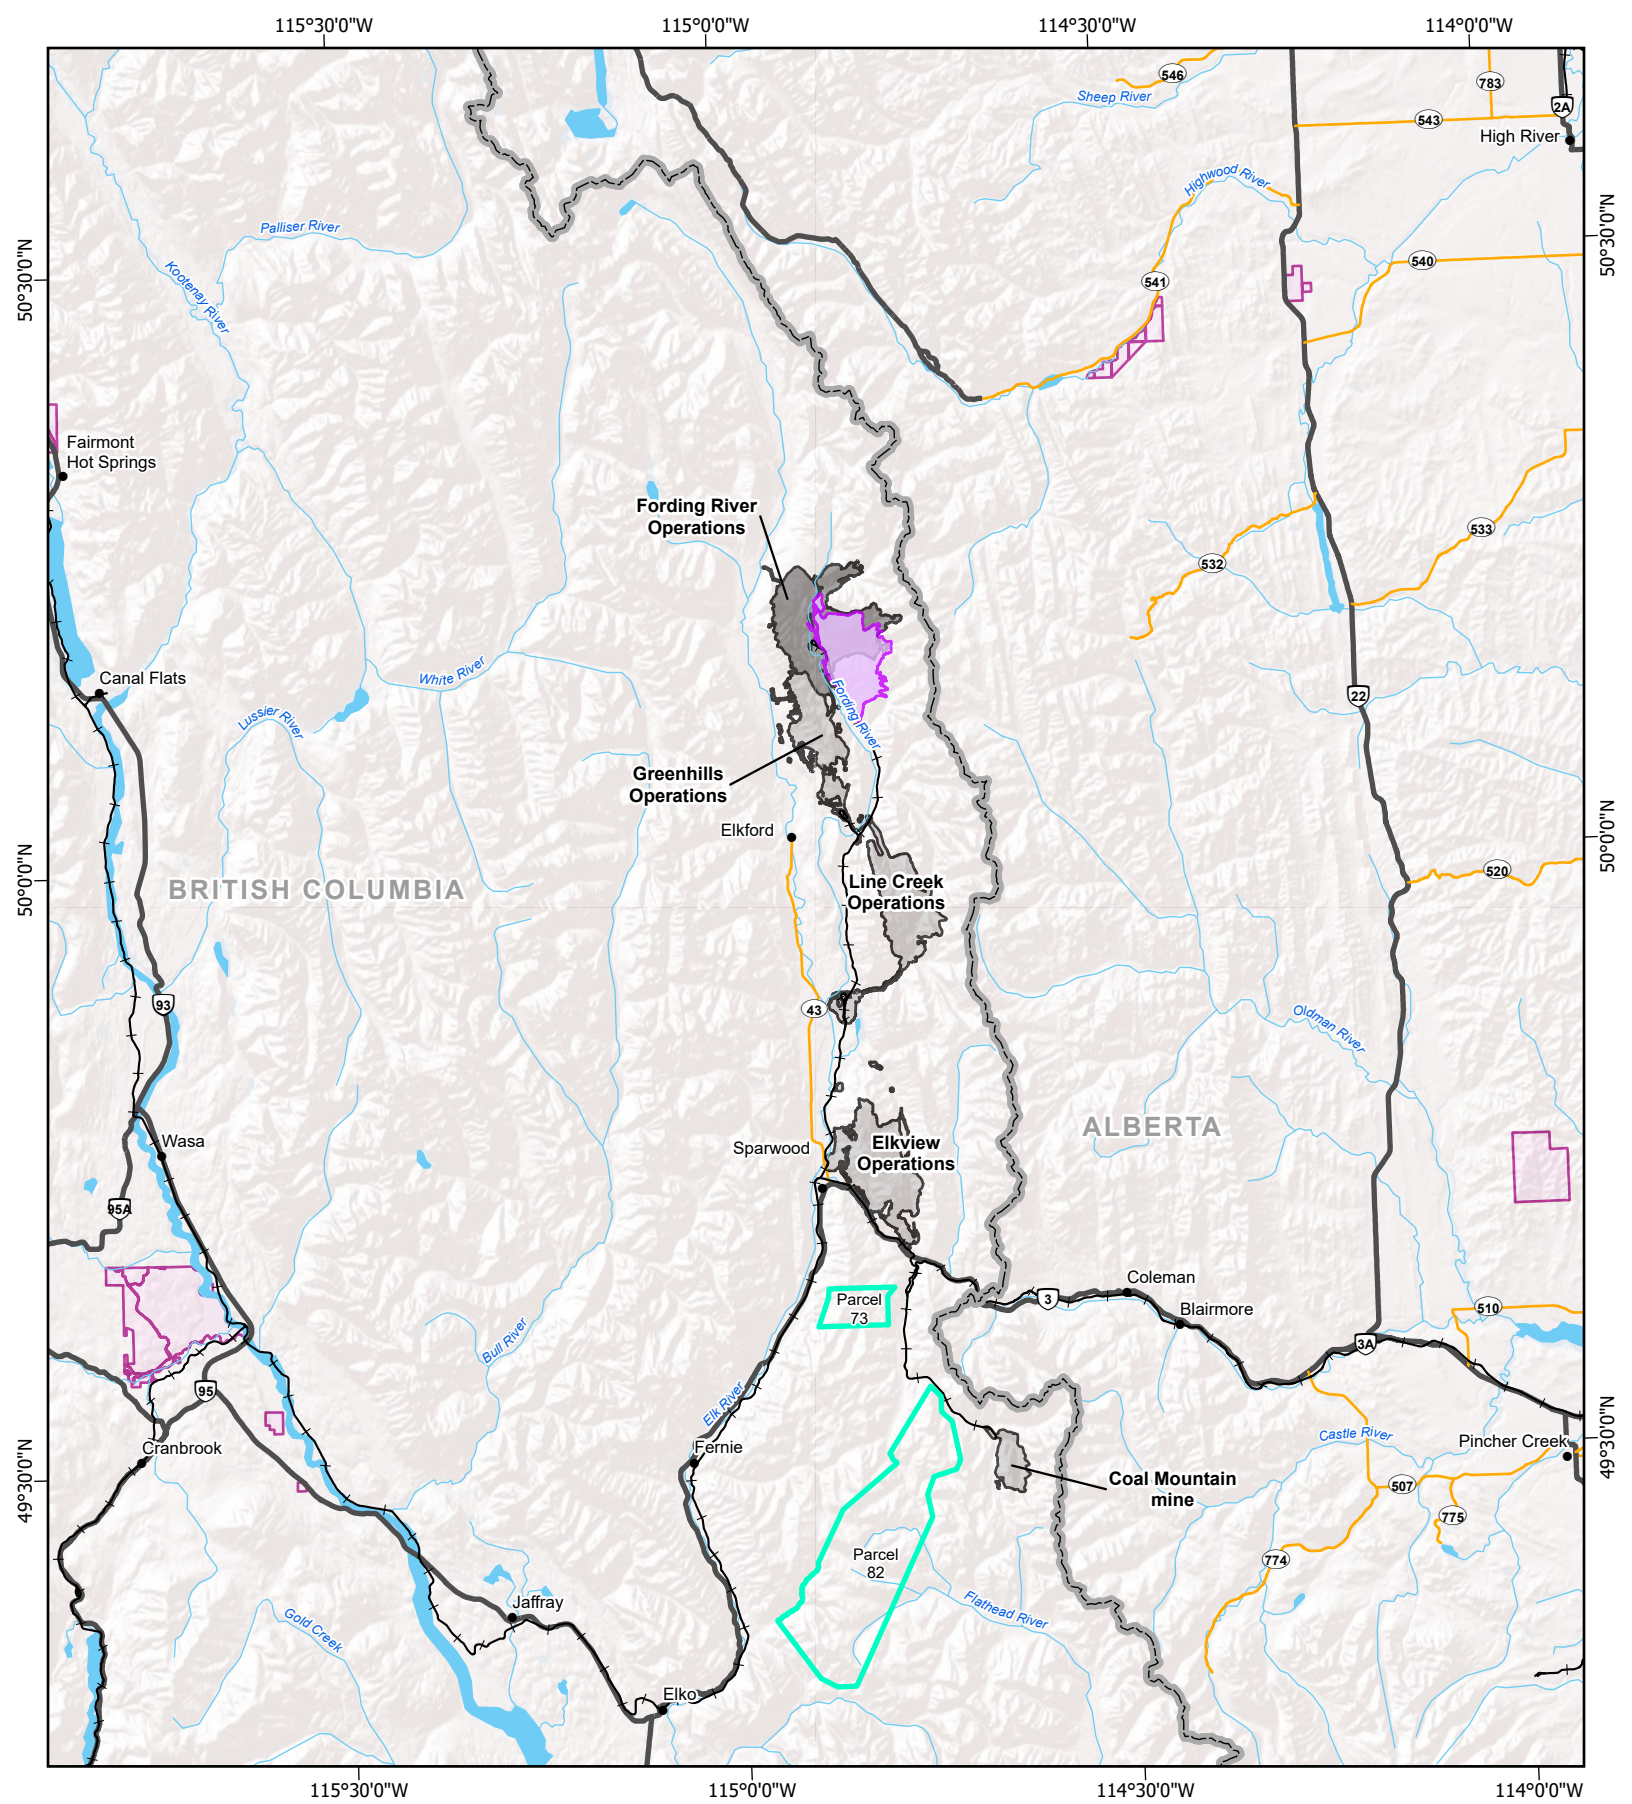 115°30'0"W
115°0'0"W
114°30'0"W
114°0'0"W
546
783
Sheep River
2A
543
High River
Highwood River
Palliser River
50°30'0"N
540
Kootenay River
541
50°30'0"N
Fairmont
Hot Springs
Fording River
Operations
533
532
White River
Canal Flats
Fording River
22
Lussier River
Greenhills
Operations
50°0'0"N
Elkford
520
50°0'0"N
BRITISH COLUMBIA
Line Creek
Operations
93
43
Oldman River
ALBERTA
Wasa
Sparwood
Elkview
Operations
95A
Coleman
Parcel
73
3
Blairmore
510
Bull River
3A
95
Elk River
Castle River
Pincher Creek
49°30'0"N
Cranbrook
Fernie
Coal Mountain
mine
507
49°30'0"N
775
Parcel
82
774
Jaffray
Flathead River
Gold Creek
Elko
115°30'0"W
115°0'0"W
114°30'0"W
114°0'0"W